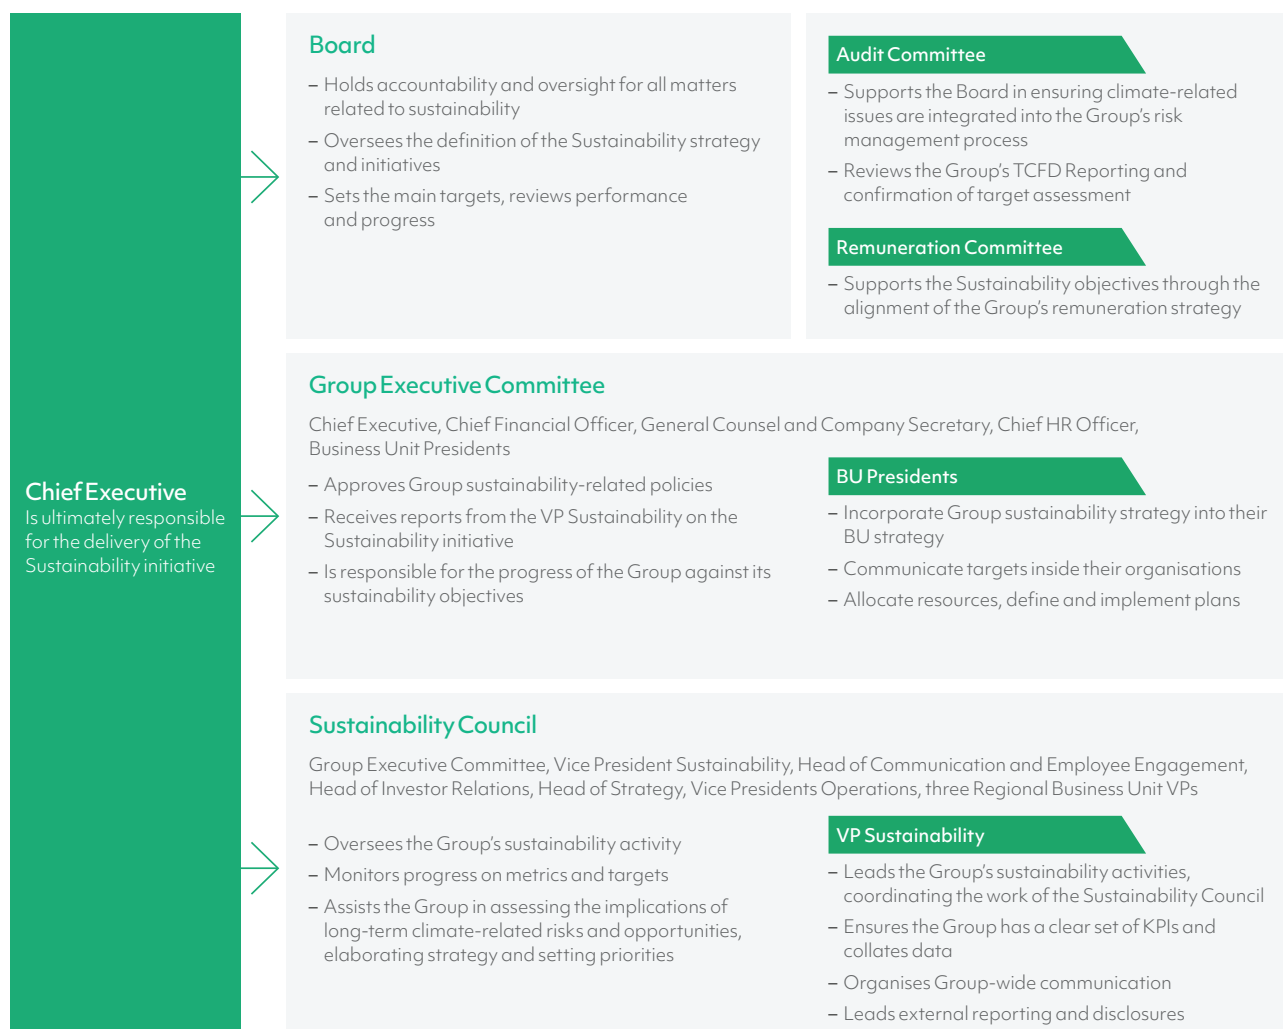 Chief Executive
Is ultimately responsible
for the delivery of the
Sustainability initiative
Board
– Holds accountability and oversight for all matters
related to sustainability
– Oversees the definition of the Sustainability strategy
and initiatives
– Sets the main targets, reviews performance
and progress
Audit Committee
– Supports the Board in ensuring climate-related
issues are integrated into the Group’s risk
management process
– Reviews the Group’s TCFD Reporting and
confirmation of target assessment
Remuneration Committee
– Supports the Sustainability objectives through the
alignment of the Group’s remuneration strategy
Group Executive Committee
Chief Executive, Chief Financial Officer, General Counsel and Company Secretary, Chief HR Officer,
Business Unit Presidents
– Approves Group sustainability-related policies
– Receives reports from the VP Sustainability on the
Sustainability initiative
– Is responsible for the progress of the Group against its
sustainability objectives
BU Presidents
– Incorporate Group sustainability strategy into their
BU strategy
– Communicate targets inside their organisations
– Allocate resources, define and implement plans
Sustainability Council
Group Executive Committee, Vice President Sustainability, Head of Communication and Employee Engagement,
Head of Investor Relations, Head of Strategy, Vice Presidents Operations, three Regional Business Unit VPs
– Oversees the Group’s sustainability activity
– Monitors progress on metrics and targets
– Assists the Group in assessing the implications of
long-term climate-related risks and opportunities,
elaborating strategy and setting priorities
VP Sustainability
– Leads the Group’s sustainability activities,
coordinating the work of the Sustainability Council
– Ensures the Group has a clear set of KPIs and
collates data
– Organises Group-wide communication
– Leads external reporting and disclosures